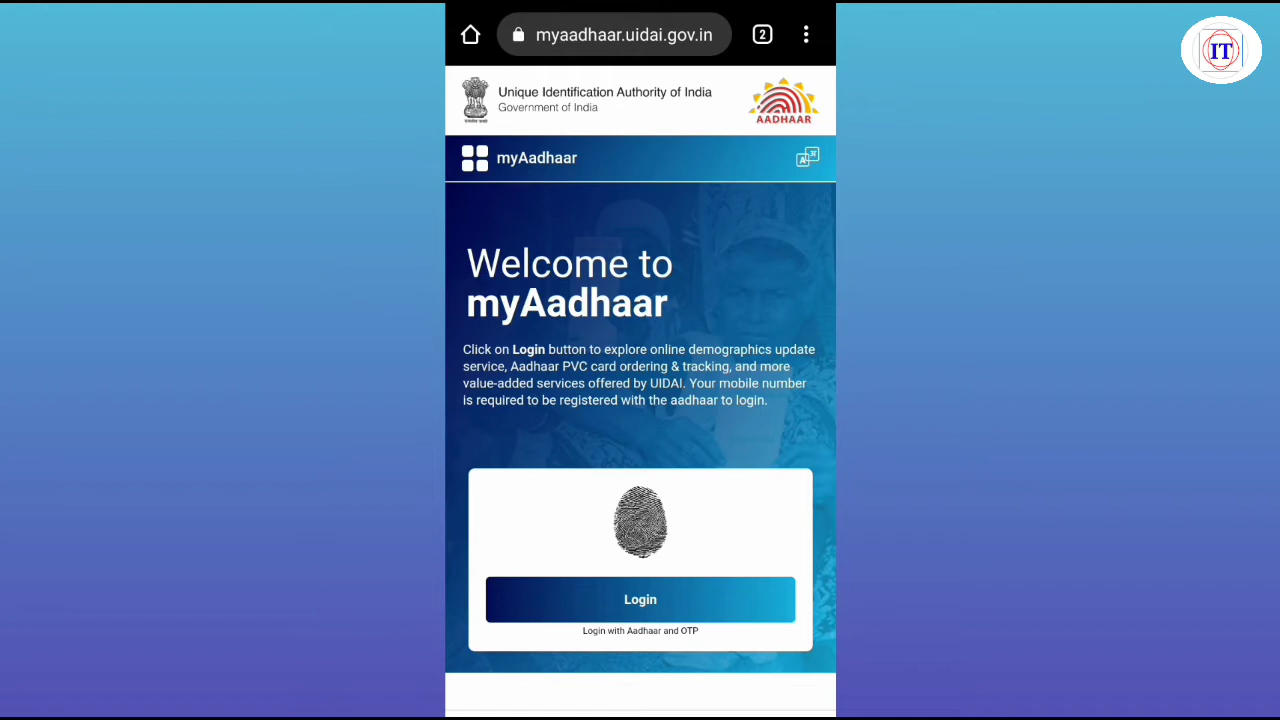 myaadhaar.uidai.gov.in
2
IT
Unique Identification Authority of India
Government of India
AADHAAR
myAadhaar
Welcome to
myAadhaar
Click on Login button to explore online demographics update
service, Aadhaar PVC card ordering & tracking, and more
value-added services offered by UIDAI. Your mobile number
is required to be registered with the aadhaar to login.
Login
Login with Aadhaar and OTP